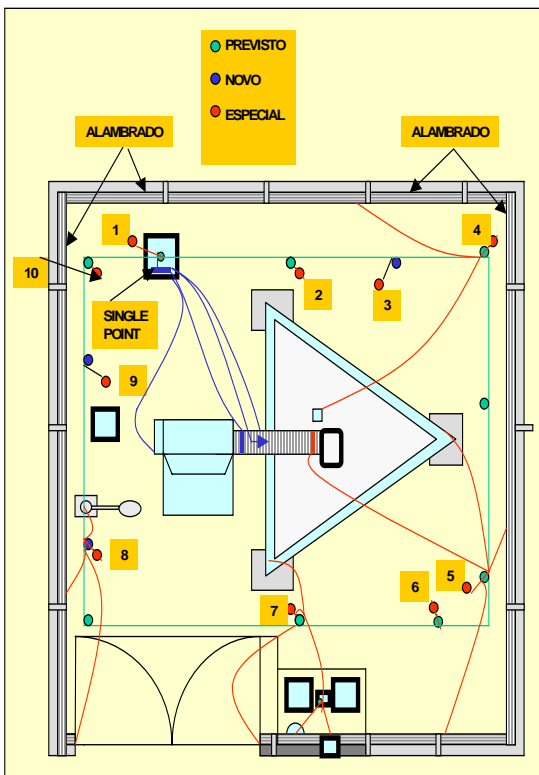 PREVISTO
NOVO
ESPECIAL
ALAMBRADO
ALAMBRADO
1
4
10
2
3
SINGLE
POINT
9
8
7
6
5